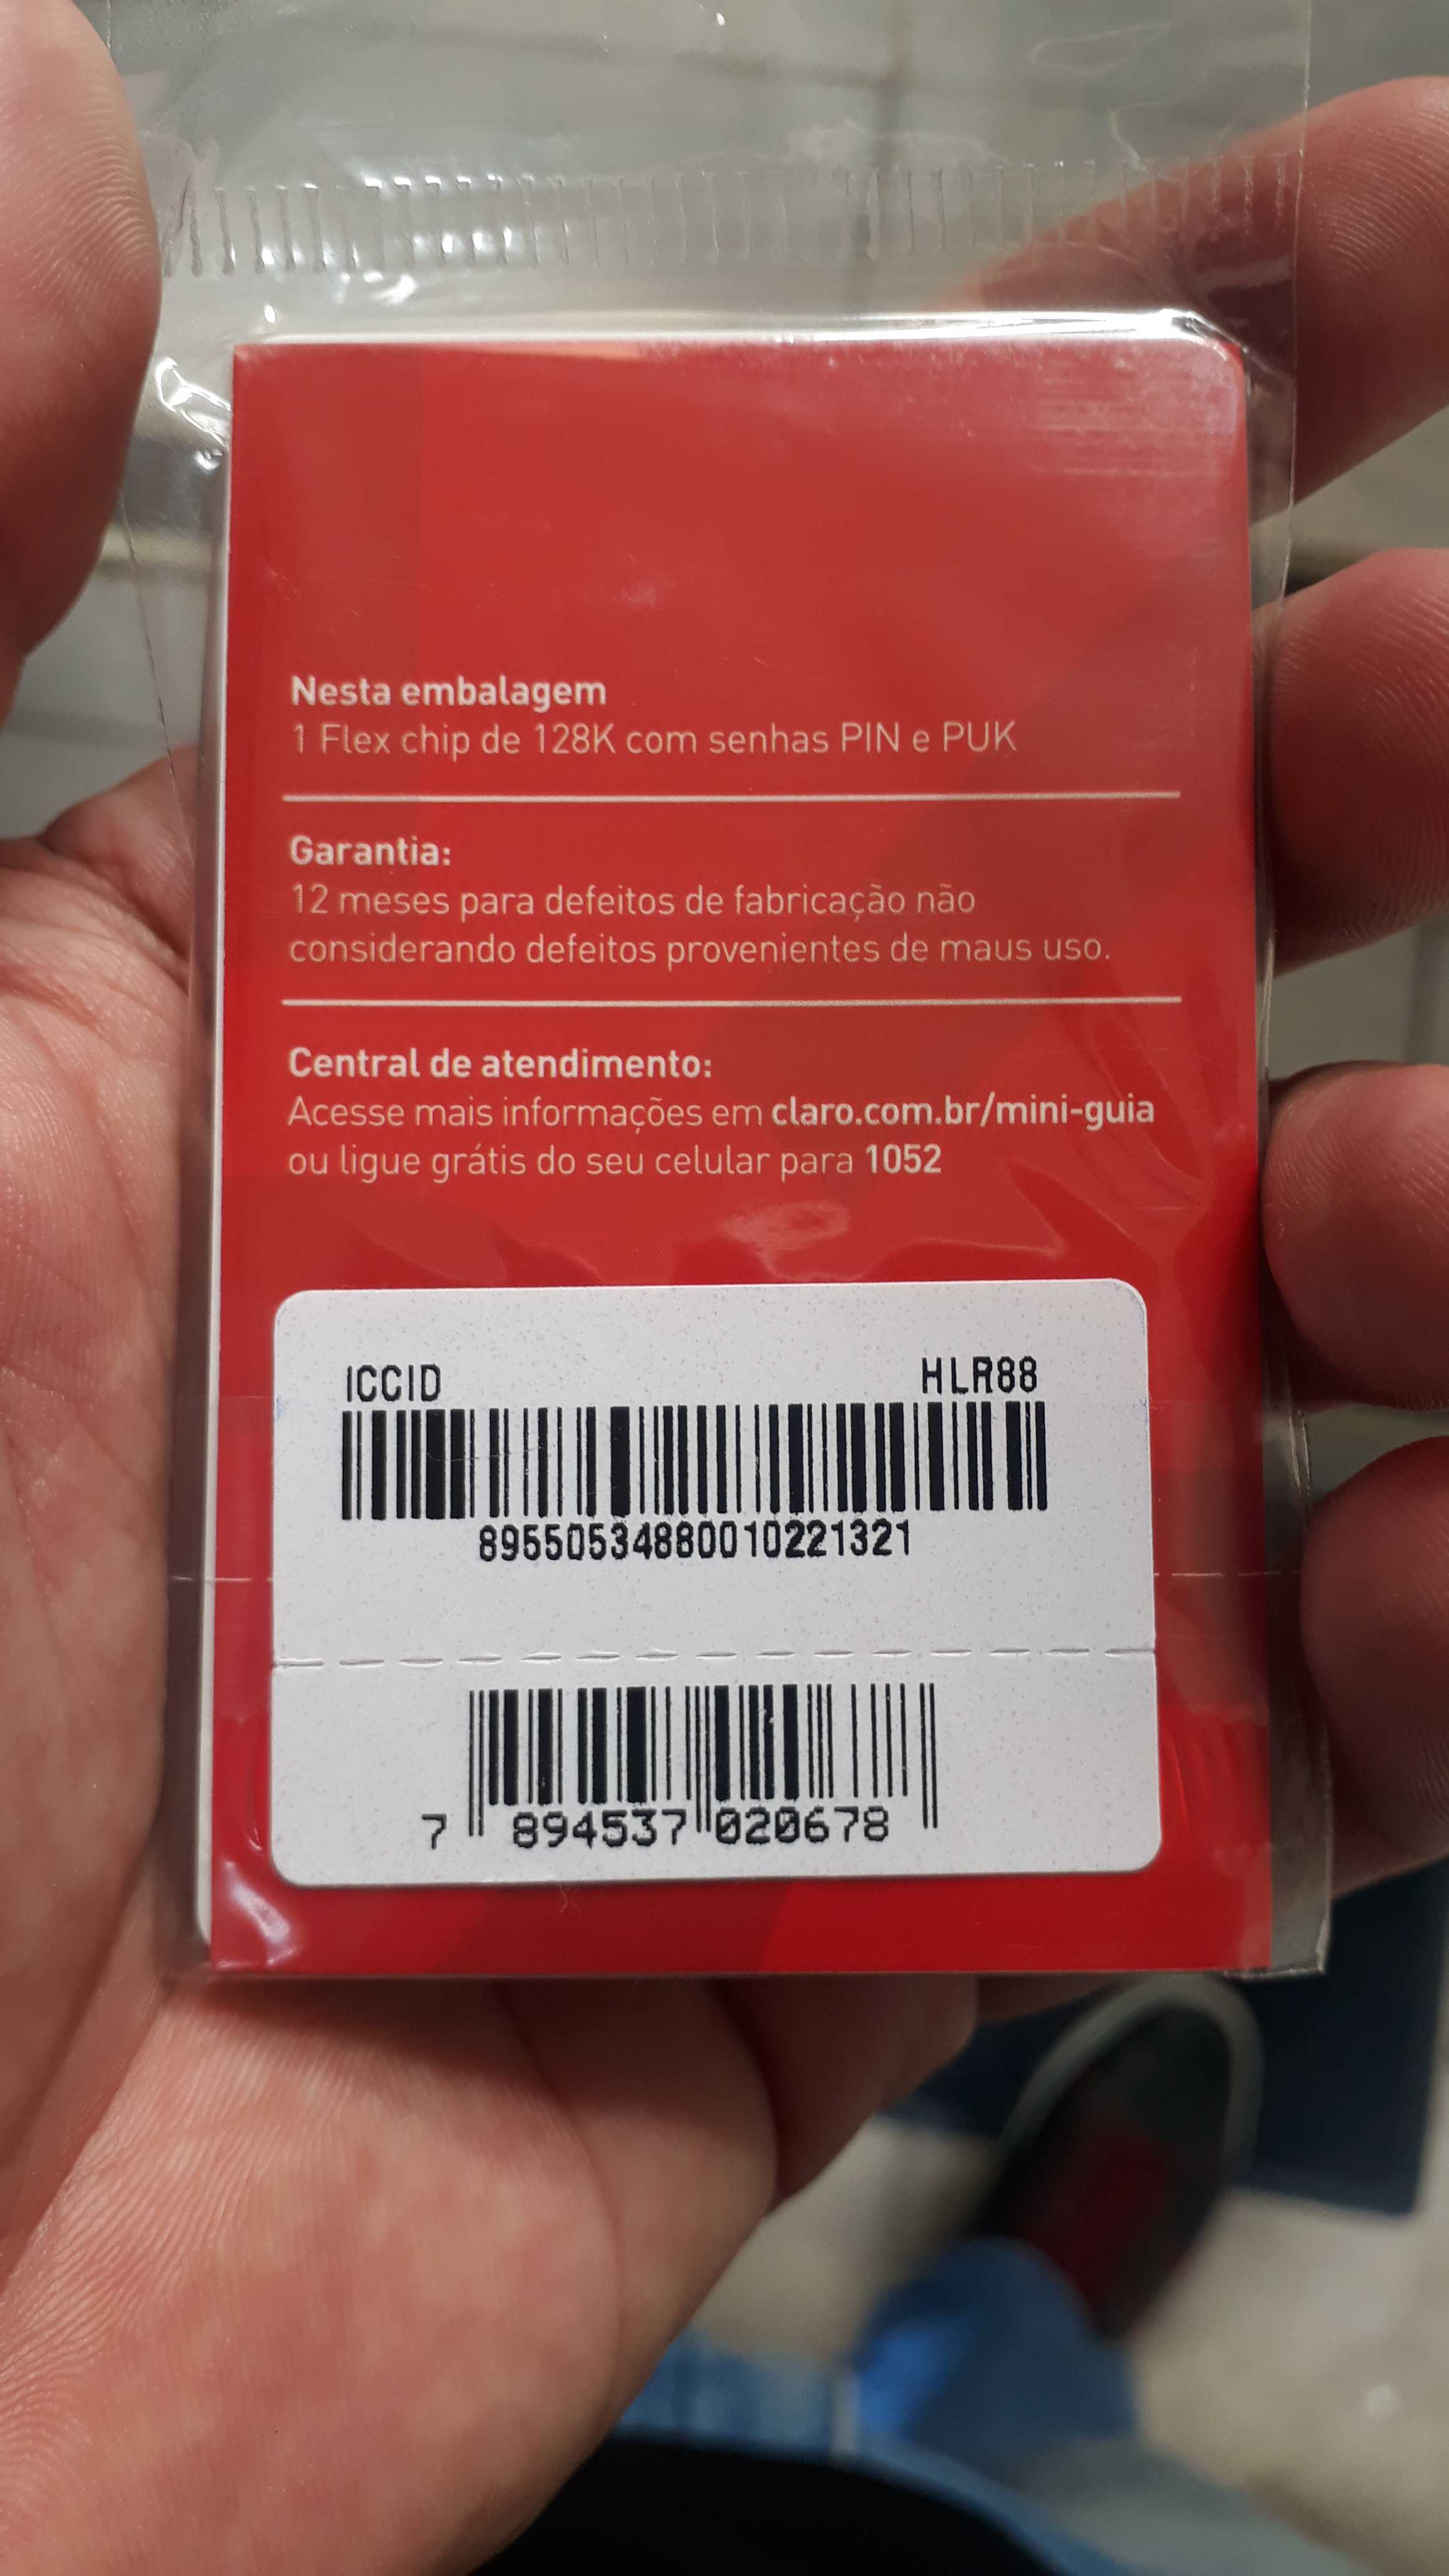 Nesta embalagem
1 Flex chip de 128K com senhas PIN e PUK
Garantia:
12 meses para defeitos de fabricação não
considerando defeitos provenientes de maus uso.
Central de atendimento:
Acesse mais informações em claro.com.br/mini-guia
ou ligue grátis do seu celular para 1052
ICCID HLR88
89550534880010221321
7 894537 020678